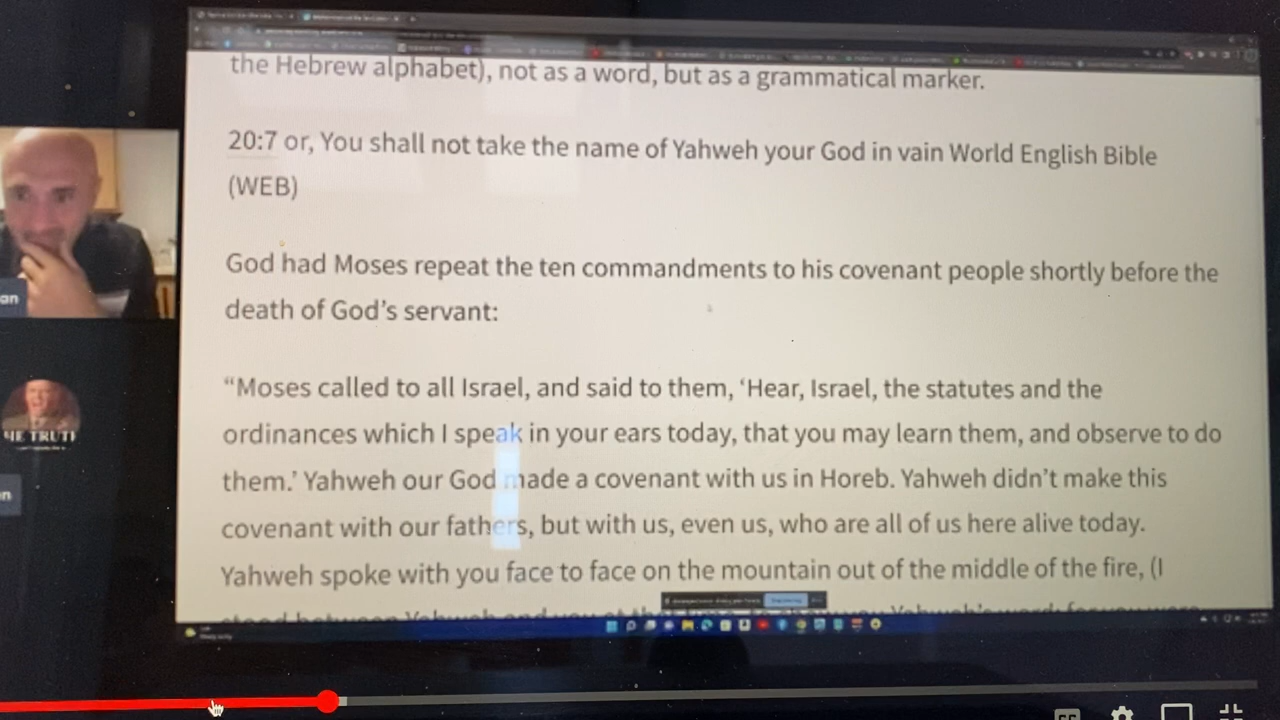 the Hebrew alphabet), not as a word, but as a grammatical marker.
20:7 or, You shall not take the name of Yahweh your God in vain World English Bible
(WEB)
God had Moses repeat the ten commandments to his covenant people shortly before the
death of God’s servant:
“Moses called to all Israel, and said to them, ‘Hear, Israel, the statutes and the
ordinances which I speak in your ears today, that you may learn them, and observe to do
them.’ Yahweh our God made a covenant with us in Horeb. Yahweh didn’t make this
covenant with our fathers, but with us, even us, who are all of us here alive today.
Yahweh spoke with you face to face on the mountain out of the middle of the fire, (I
an
HE TRUTH
n
CC